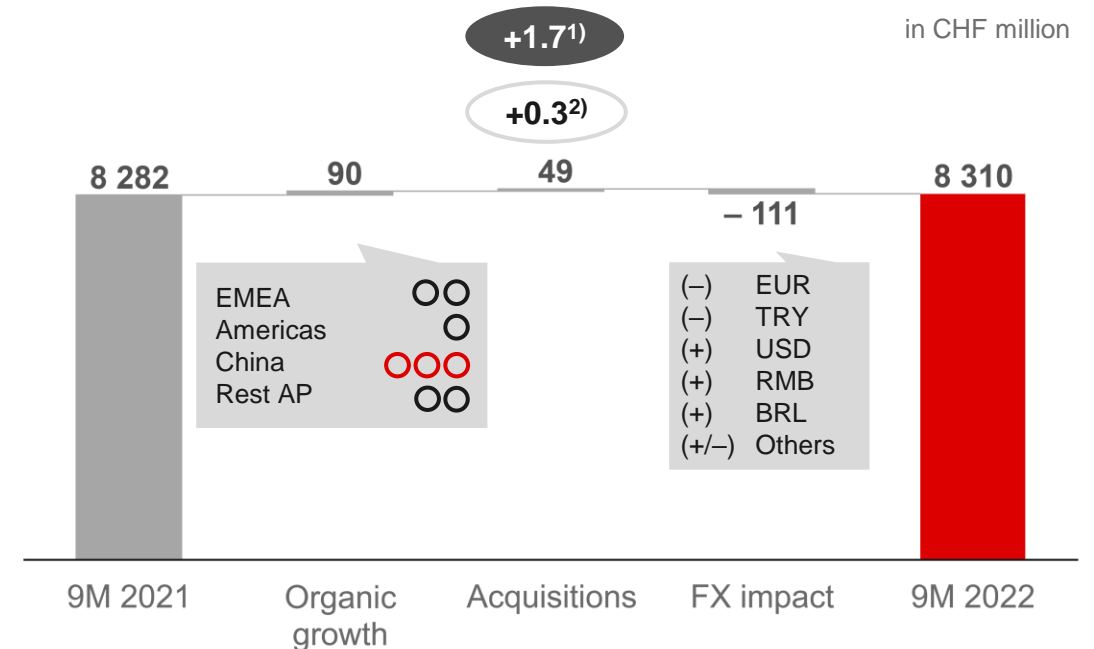 in CHF million
+1.7¹⁾
+0.3²⁾
8 282
90
49
– 111
8 310
EMEA
Americas
China
Rest AP
(–) EUR
(–) TRY
(+) USD
(+) RMB
(+) BRL
(+/–) Others
9M 2021
Organic
growth
Acquisitions
FX impact
9M 2022